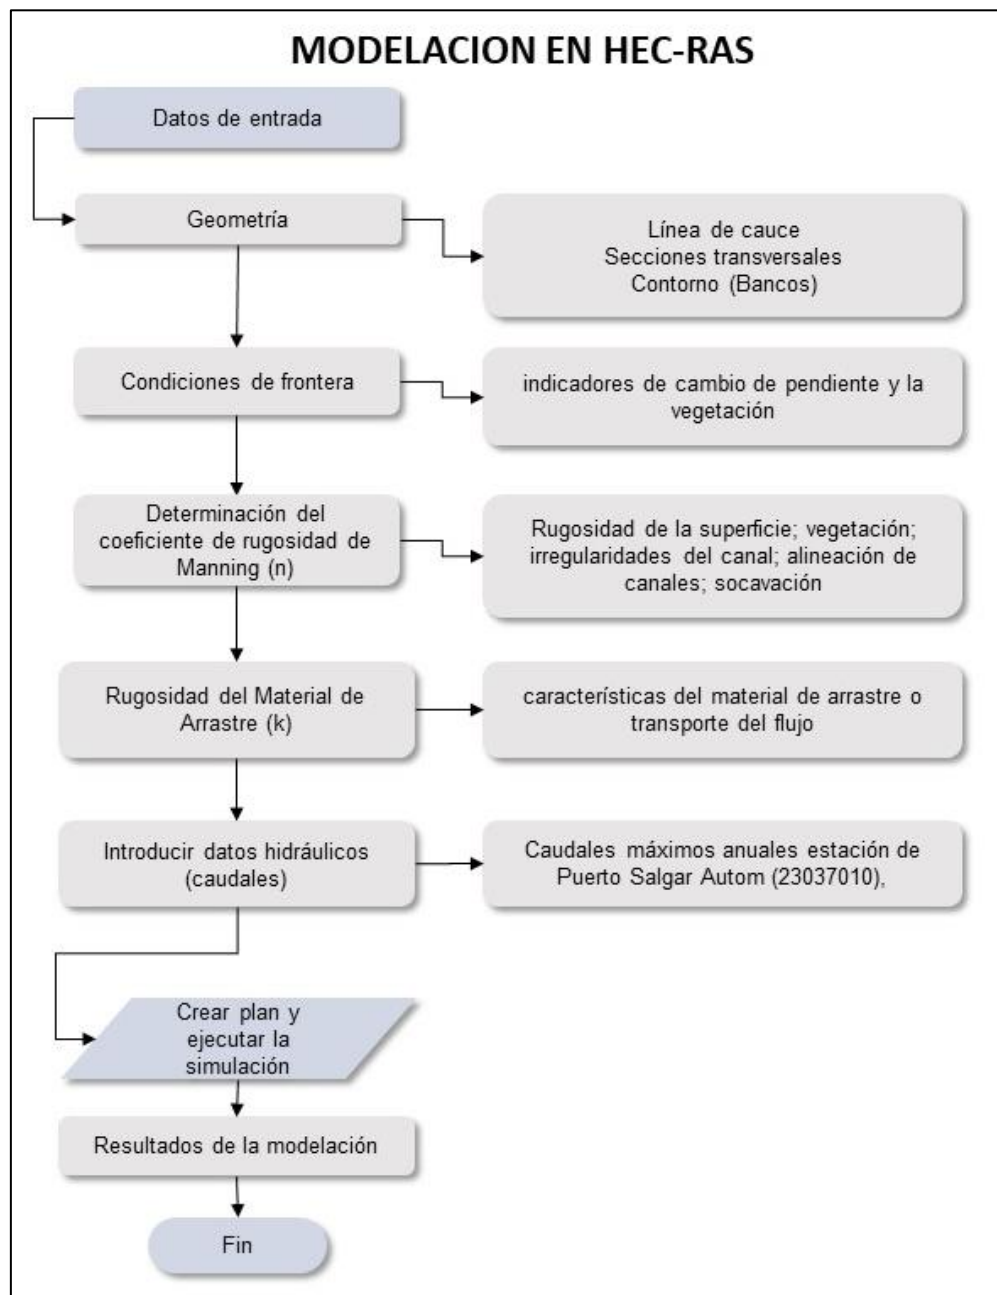 MODELACION EN HEC-RAS
Datos de entrada
Geometría
Línea de cauce
Secciones transversales
Contorno (Bancos)
Condiciones de frontera
indicadores de cambio de pendiente y la
vegetación
Determinación del
coeficiente de rugosidad de
Manning (n)
Rugosidad de la superficie; vegetación;
irregularidades del canal; alineación de
canales; socavación
Rugosidad del Material de
Arrastre (k)
características del material de arrastre o
transporte del flujo
Introducir datos hidráulicos
(caudales)
Caudales máximos anuales estación de
Puerto Salgar Autom (23037010),
Crear plan y
ejecutar la
simulación
Resultados de la modelación
Fin